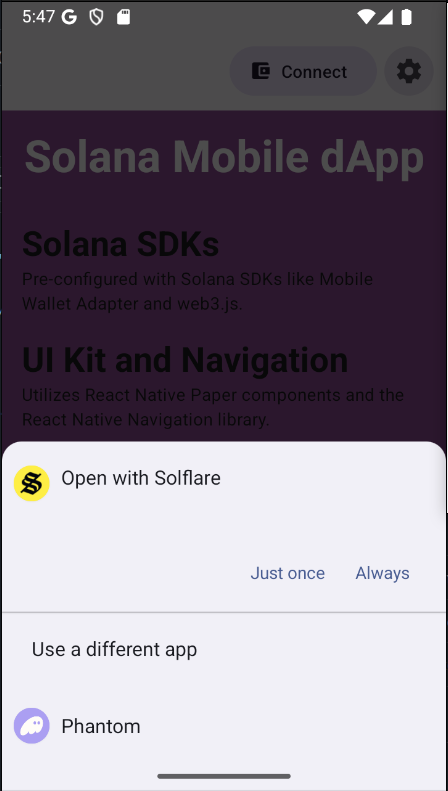 5:47
Connect
Solana Mobile dApp
Solana SDKs
Pre-configured with Solana SDKs like Mobile
Wallet Adapter and web3.js.
UI Kit and Navigation
Utilizes React Native Paper components and the
React Native Navigation library.
Open with Solflare
Just once Always
Use a different app
Phantom